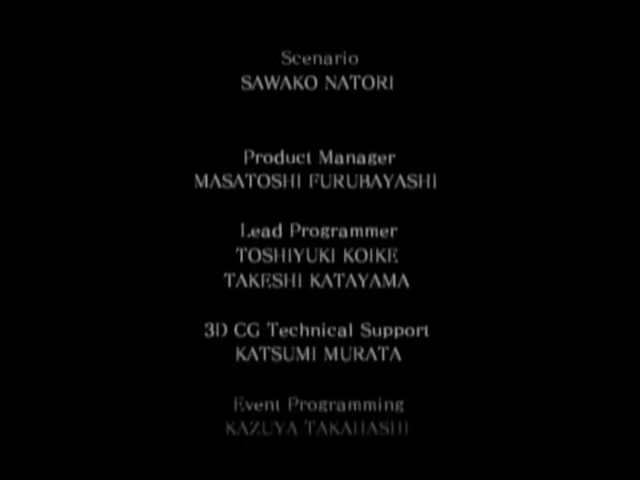 Scenario
SAWAKO NATORI
Product Manager
MASATOSHI FURUBAYASHI
Lead Programmer
TOSHIYUKI KOIKE
TAKESHI KATAYAMA
3D CG Technical Support
KATSUMI MURATA
Event Programming
KAZUYA TAKAHASHI